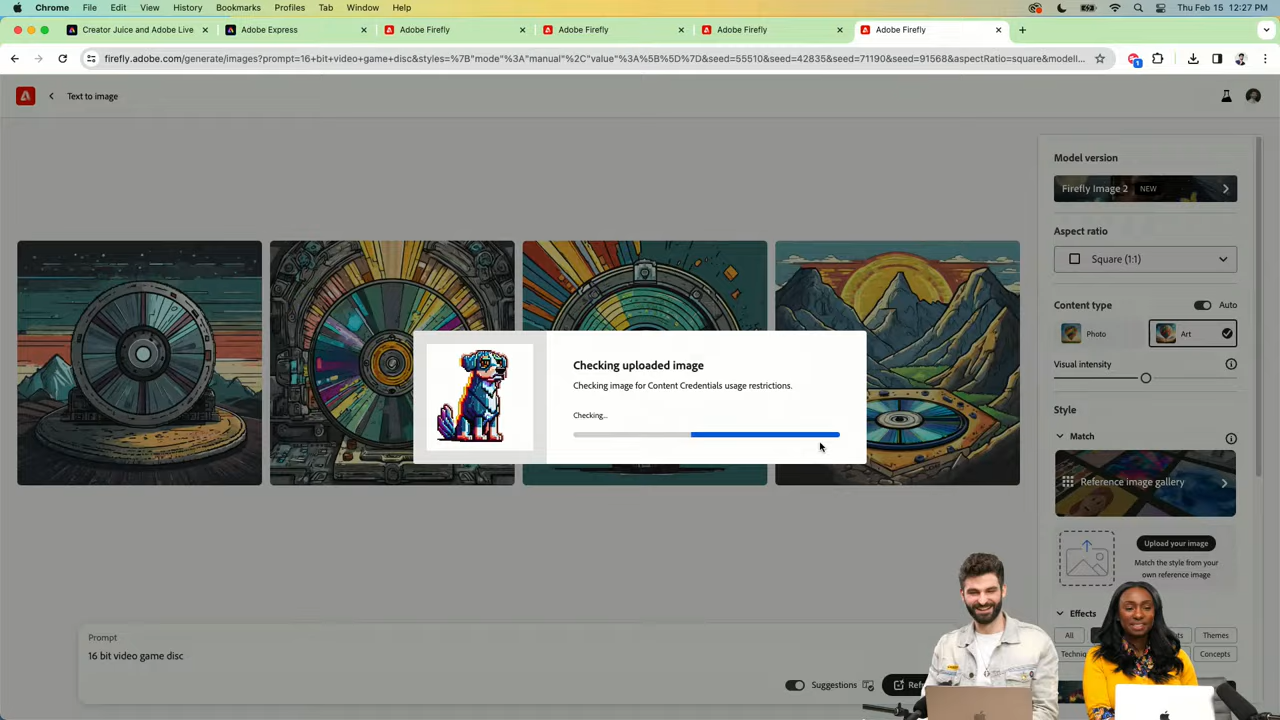 Chrome File Edit View History Bookmarks Profiles Tab Window Help Thu Feb 15 12:27 PM
Creator Juice and Adobe Live Adobe Express Adobe Firefly Adobe Firefly Adobe Firefly Adobe Firefly
firefly.adobe.com/generate/images?prompt=16+bit+video+game+disc&styles=%7B"mode"%3A"manual"%2C"value"%3A%5B%5D%7D&seed=55510&seed=42835&seed=71190&seed=91568&aspectRatio=square&modelI...
Text to image
Model version
Firefly Image 2 NEW
Aspect ratio
Square (1:1)
Content type Auto
Photo Art
Visual intensity
Style
Match
Reference image gallery
Upload your image
Match the style from your
own reference image
Effects
All Themes
Concepts
Checking uploaded image
Checking image for Content Credentials usage restrictions.
Checking...
Prompt
16 bit video game disc
Suggestions